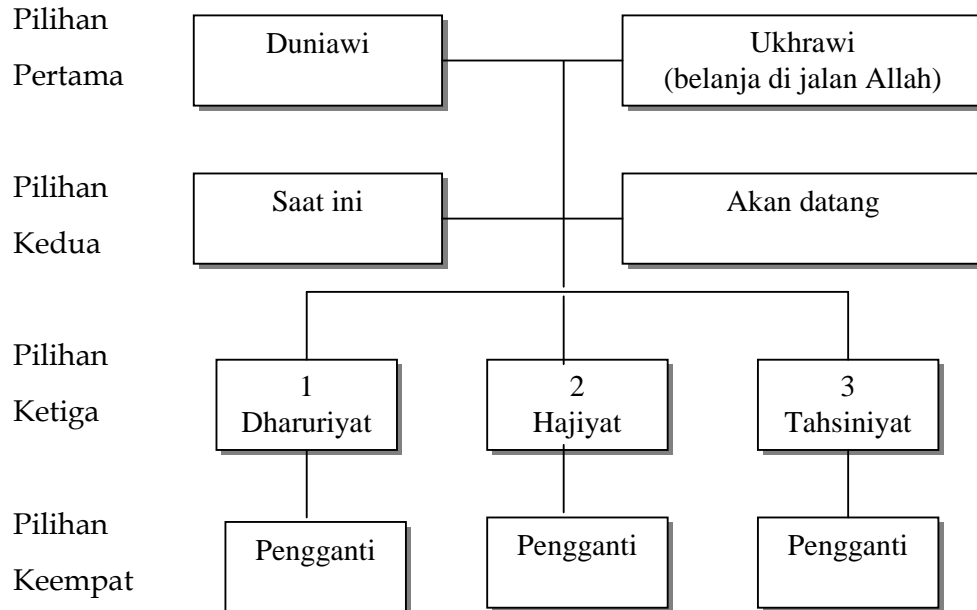 Pilihan
Pertama
Duniawi
Ukhrawi
(belanja di jalan Allah)
Pilihan
Kedua
Saat ini
Akan datang
Pilihan
Ketiga
1
Dharuriyat
2
Hajiyat
3
Tahsiniyat
Pilihan
Keempat
Pengganti
Pengganti
Pengganti